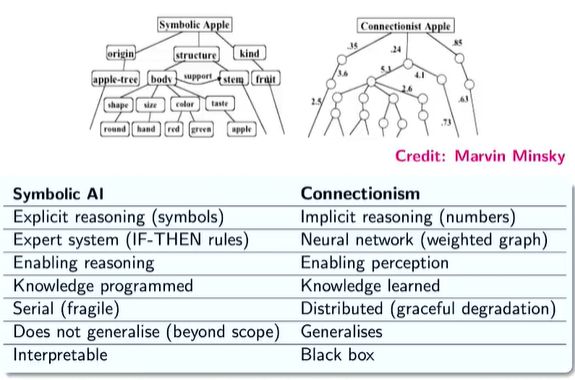 Symbolic Apple
origin structure kind
apple-tree body support stem fruit
shape size color taste
round hand red green apple
Connectionist Apple
.35 .24 .85
3.6 5.1 4.1
2.5 2.6 .63
.73
Credit: Marvin Minsky
Symbolic AI Connectionism
Explicit reasoning (symbols) Implicit reasoning (numbers)
Expert system (IF-THEN rules) Neural network (weighted graph)
Enabling reasoning Enabling perception
Knowledge programmed Knowledge learned
Serial (fragile) Distributed (graceful degradation)
Does not generalise (beyond scope) Generalises
Interpretable Black box